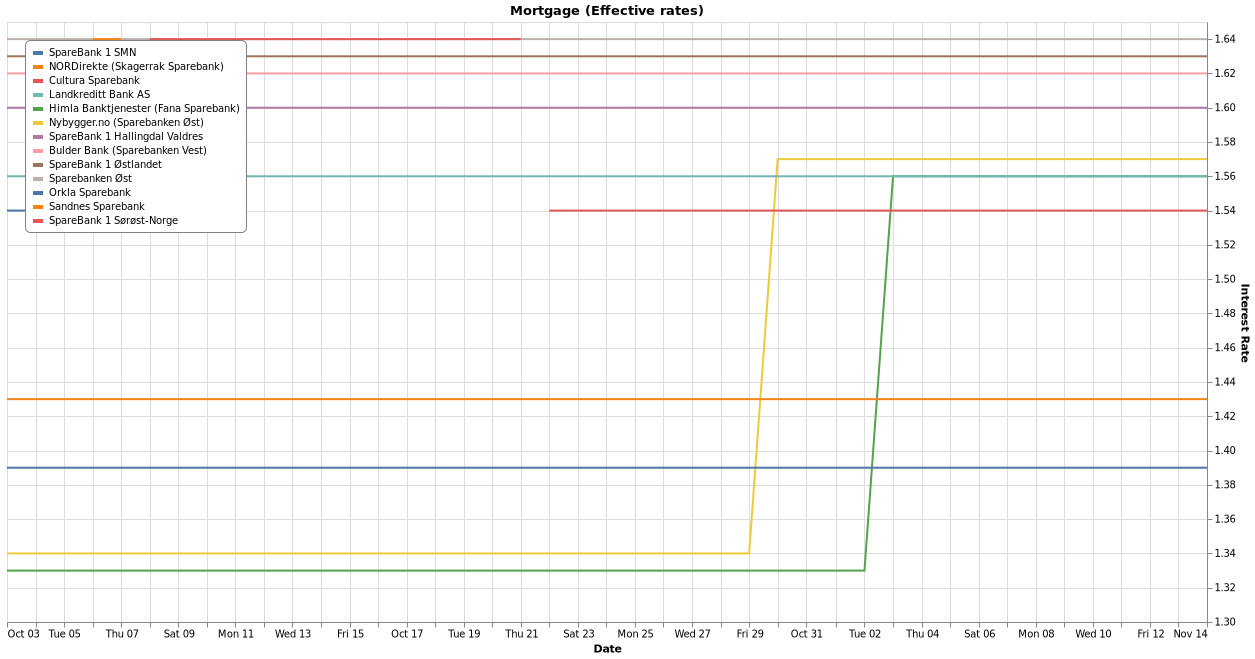 Mortgage (Effective rates)
SpareBank 1 SMN
NORDirekte (Skagerrak Sparebank)
Cultura Sparebank
Landkreditt Bank AS
Himla Banktjenester (Fana Sparebank)
Nybygger.no (Sparebanken Øst)
SpareBank 1 Hallingdal Valdres
Bulder Bank (Sparebanken Vest)
SpareBank 1 Østlandet
Sparebanken Øst
Orkla Sparebank
Sandnes Sparebank
SpareBank 1 Sørøst-Norge
1.64
1.62
1.60
1.58
1.56
1.54
1.52
1.50
1.48
1.46
1.44
1.42
1.40
1.38
1.36
1.34
1.32
1.30
Interest Rate
Oct 03 Tue 05 Thu 07 Sat 09 Mon 11 Wed 13 Fri 15 Oct 17 Tue 19 Thu 21 Sat 23 Mon 25 Wed 27 Fri 29 Oct 31 Tue 02 Thu 04 Sat 06 Mon 08 Wed 10 Fri 12 Nov 14
Date